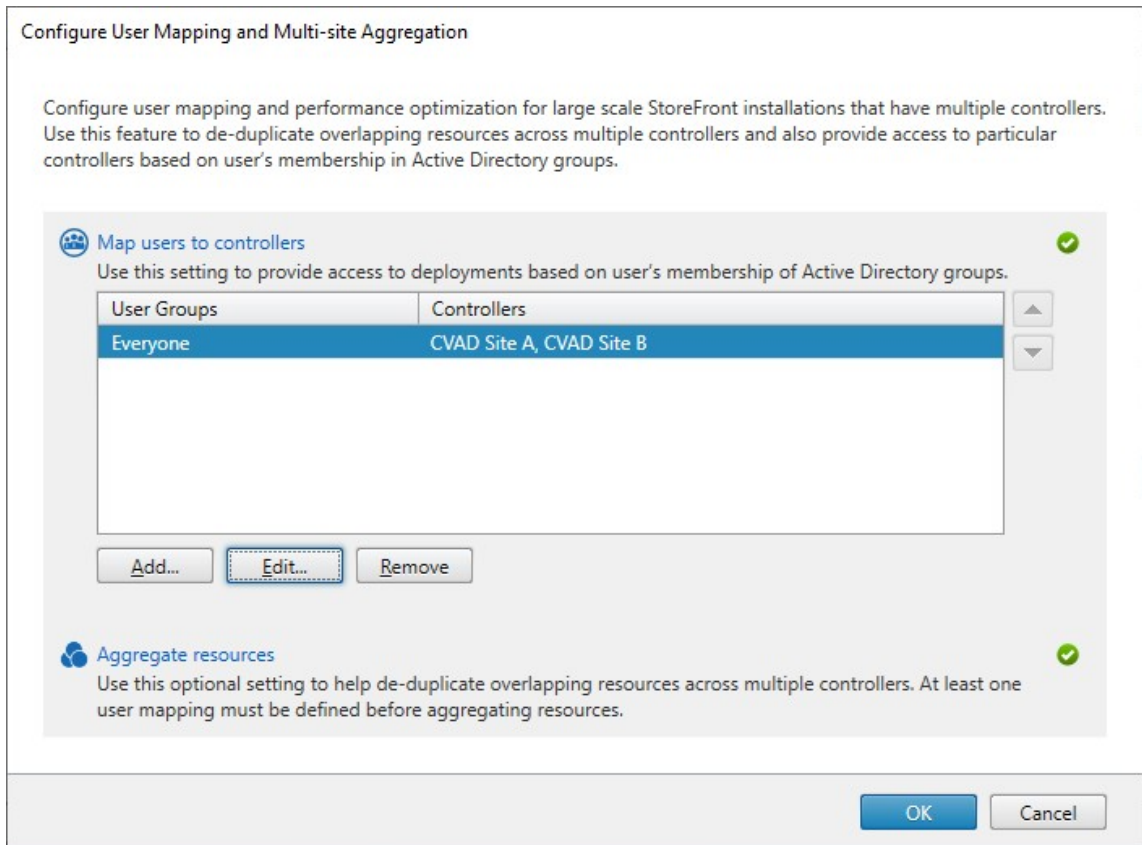 Configure User Mapping and Multi-site Aggregation
Configure user mapping and performance optimization for large scale StoreFront installations that have multiple controllers.
Use this feature to de-duplicate overlapping resources across multiple controllers and also provide access to particular
controllers based on user's membership in Active Directory groups.
Map users to controllers
Use this setting to provide access to deployments based on user's membership of Active Directory groups.
User Groups Controllers
Everyone CVAD Site A, CVAD Site B
Add... Edit... Remove
Aggregate resources
Use this optional setting to help de-duplicate overlapping resources across multiple controllers. At least one
user mapping must be defined before aggregating resources.
OK Cancel